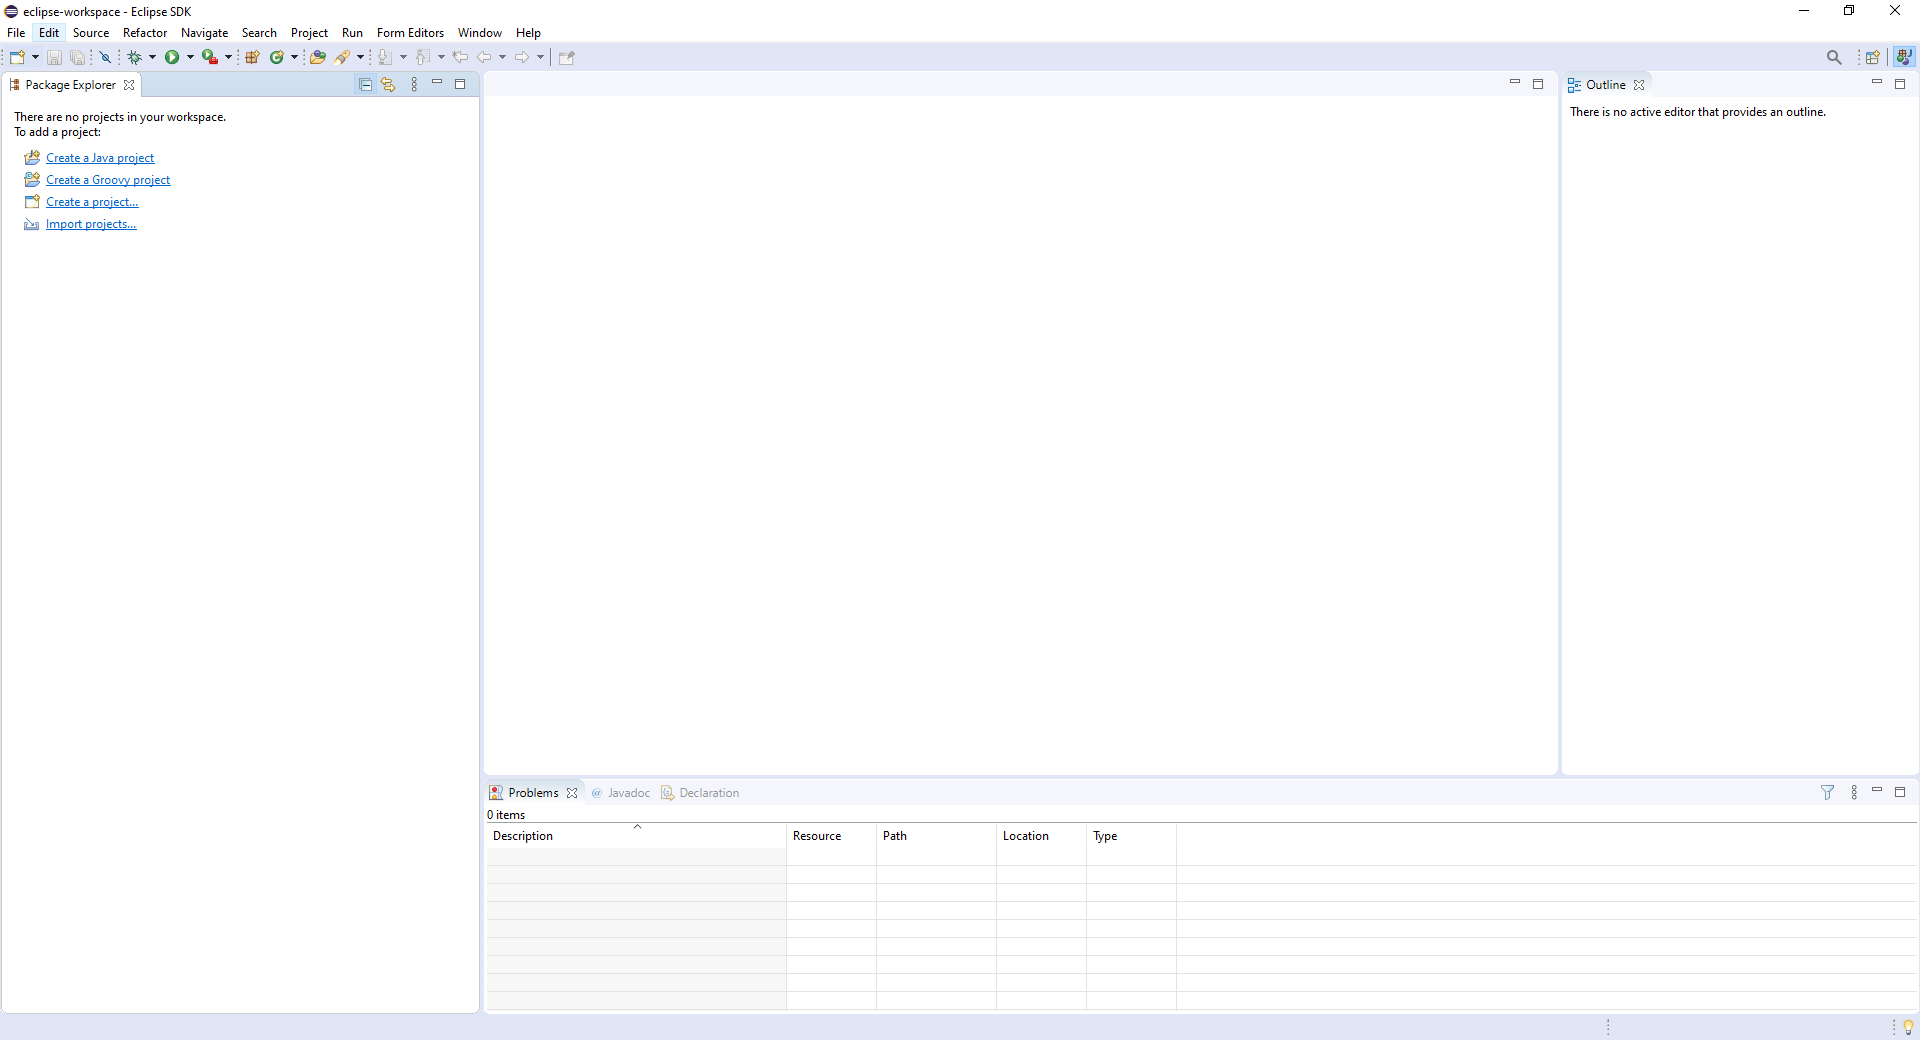 eclipse-workspace - Eclipse SDK
File Edit Source Refactor Navigate Search Project Run Form Editors Window Help
Package Explorer
There are no projects in your workspace.
To add a project:
Create a Java project
Create a Groovy project
Create a project...
Import projects...
Outline
There is no active editor that provides an outline.
Problems @ Javadoc Declaration
0 items
Description Resource Path Location Type